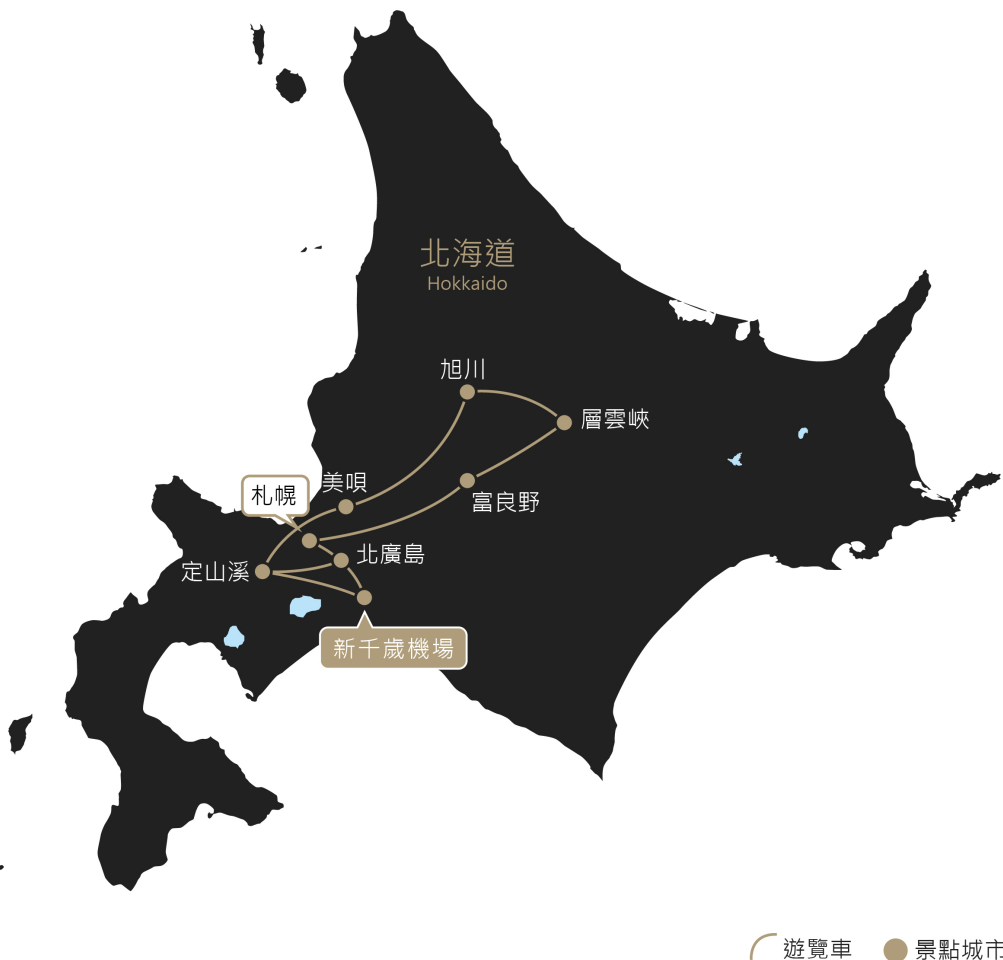 北海道
Hokkaido
旭川
層雲峽
美唄
富良野
札幌
北廣島
定山溪
新千歲機場
遊覽車
景點城市